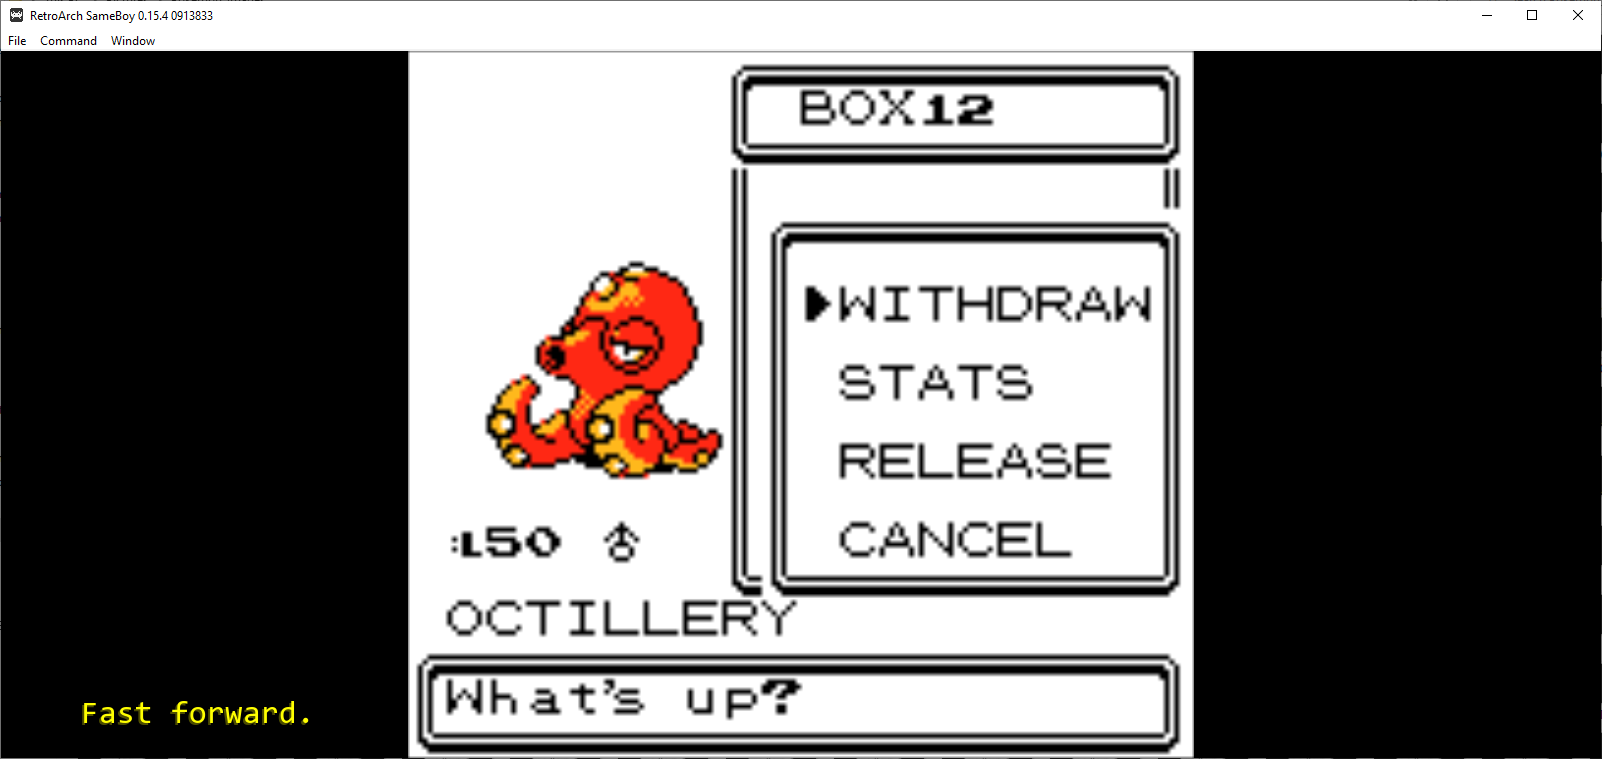 RetroArch SameBoy 0.15.4 0913833
File Command Window
BOX12
▶WITHDRAW
STATS
RELEASE
CANCEL
:L50 ♂
OCTILLERY
What's up?
Fast forward.